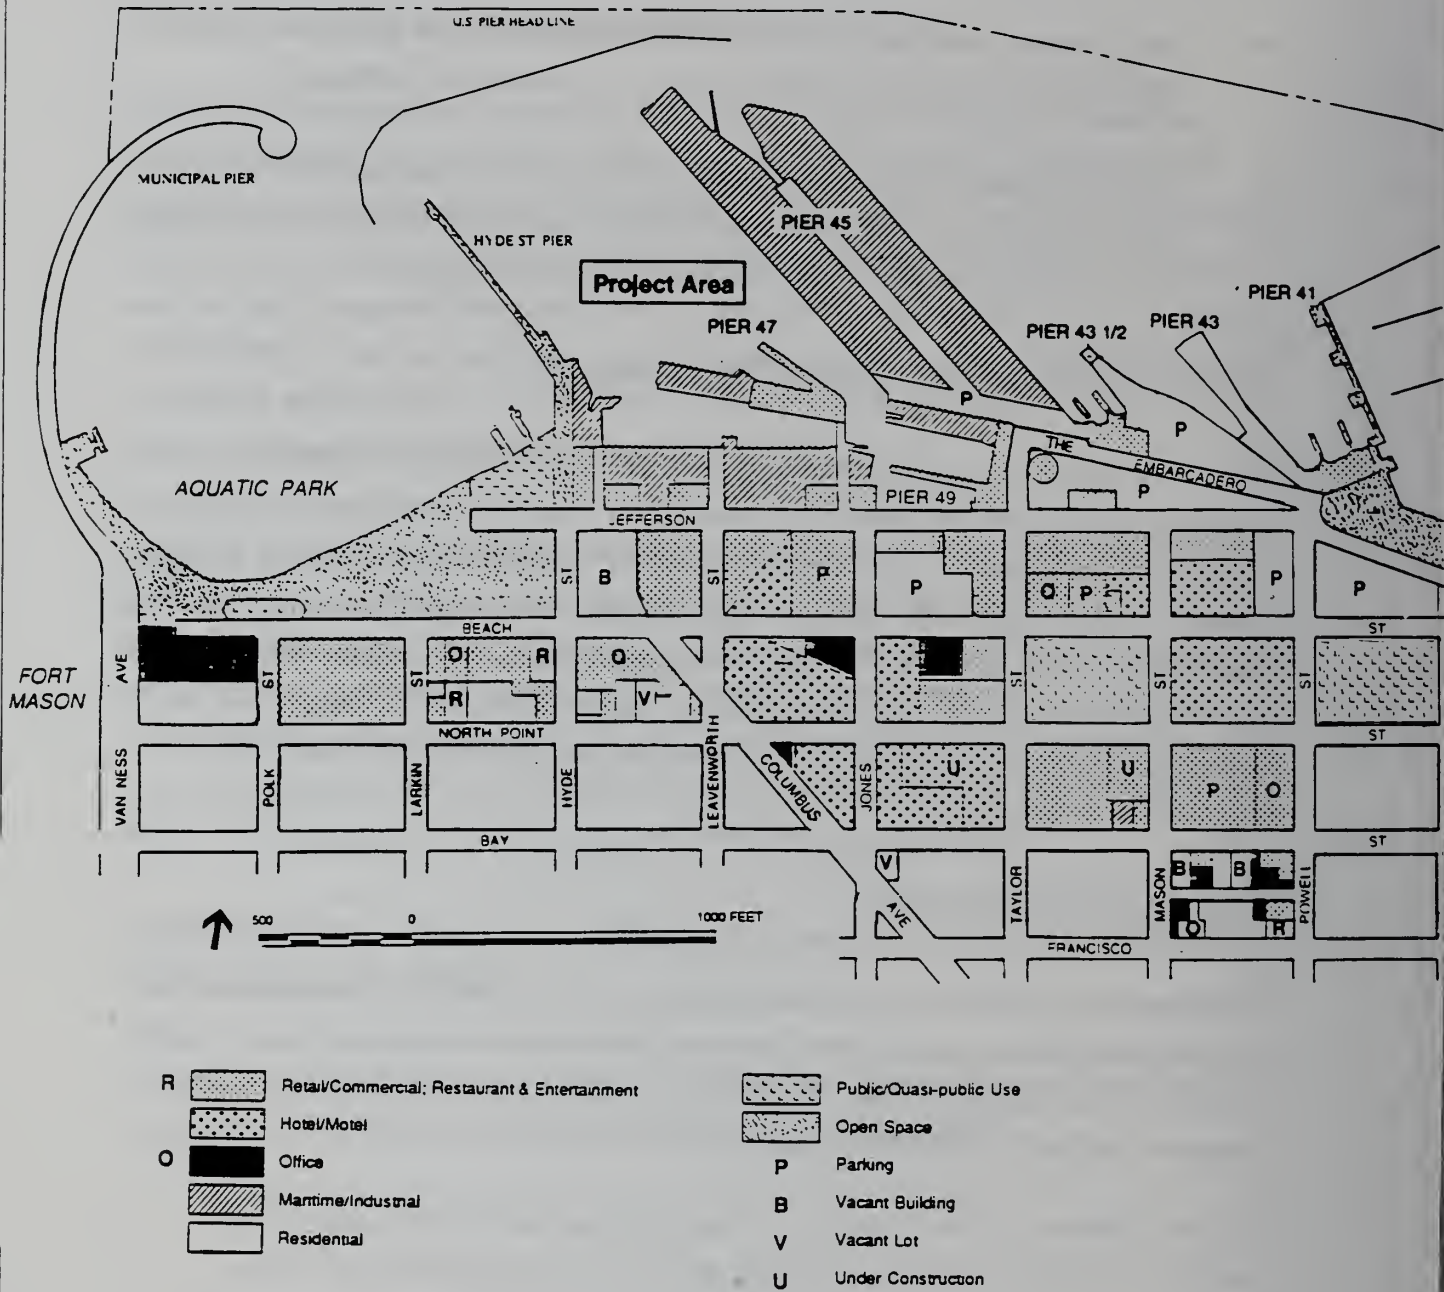 U.S PIER HEAD LINE
MUNICIPAL PIER
HYDE ST PIER
PIER 45
Project Area
PIER 47
PIER 43 1/2
PIER 43
PIER 41
P
P
THE
EMBARCADERO
AQUATIC PARK
PIER 49
P
JEFFERSON
ST
B
ST
P
P
O
P
P
P
BEACH
ST
FORT
MASON
AVE
ST
ST
O
R
R
O
V
ST
ST
ST
NORTH POINT
ST
VAN NESS
POLK
LARKIN
HYDE
LEAVENWORTH
COLUMBUS
JONES
U
U
P
O
BAY
ST
V
AVE
TAYLOR
MASON
B
B
POWELL
O
R
FRANCISCO
500
0
1000 FEET
R
Retail/Commercial; Restaurant & Entertainment
Hotel/Motel
O
Office
Maritime/Industrial
Residential
Public/Quasi-public Use
Open Space
P
Parking
B
Vacant Building
V
Vacant Lot
U
Under Construction